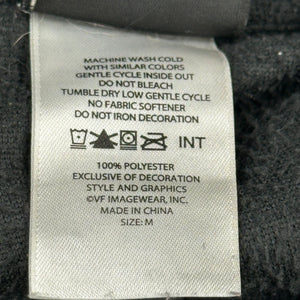 MACHINE WASH COLD
WITH SIMILAR COLORS
GENTLE CYCLE INSIDE OUT
DO NOT BLEACH
TUMBLE DRY LOW GENTLE CYCLE
NO FABRIC SOFTENER
DO NOT IRON DECORATION
INT
100% POLYESTER
EXCLUSIVE OF DECORATION
STYLE AND GRAPHICS
©VF IMAGEWEAR, INC.
MADE IN CHINA
SIZE: M